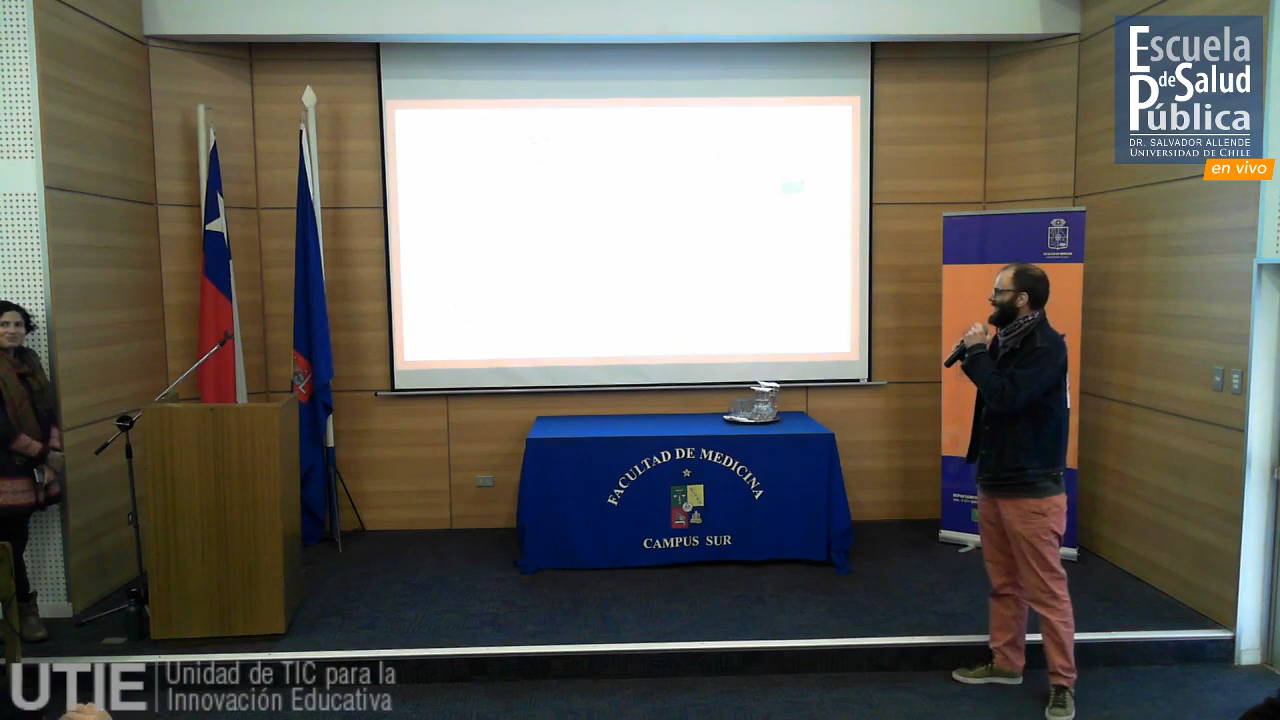 Escuela
de Salud
Pública
DR. SALVADOR ALLENDE
UNIVERSIDAD DE CHILE
en vivo
FACULTAD DE MEDICINA
CAMPUS SUR
UTIE
Unidad de TIC para la
Innovación Educativa